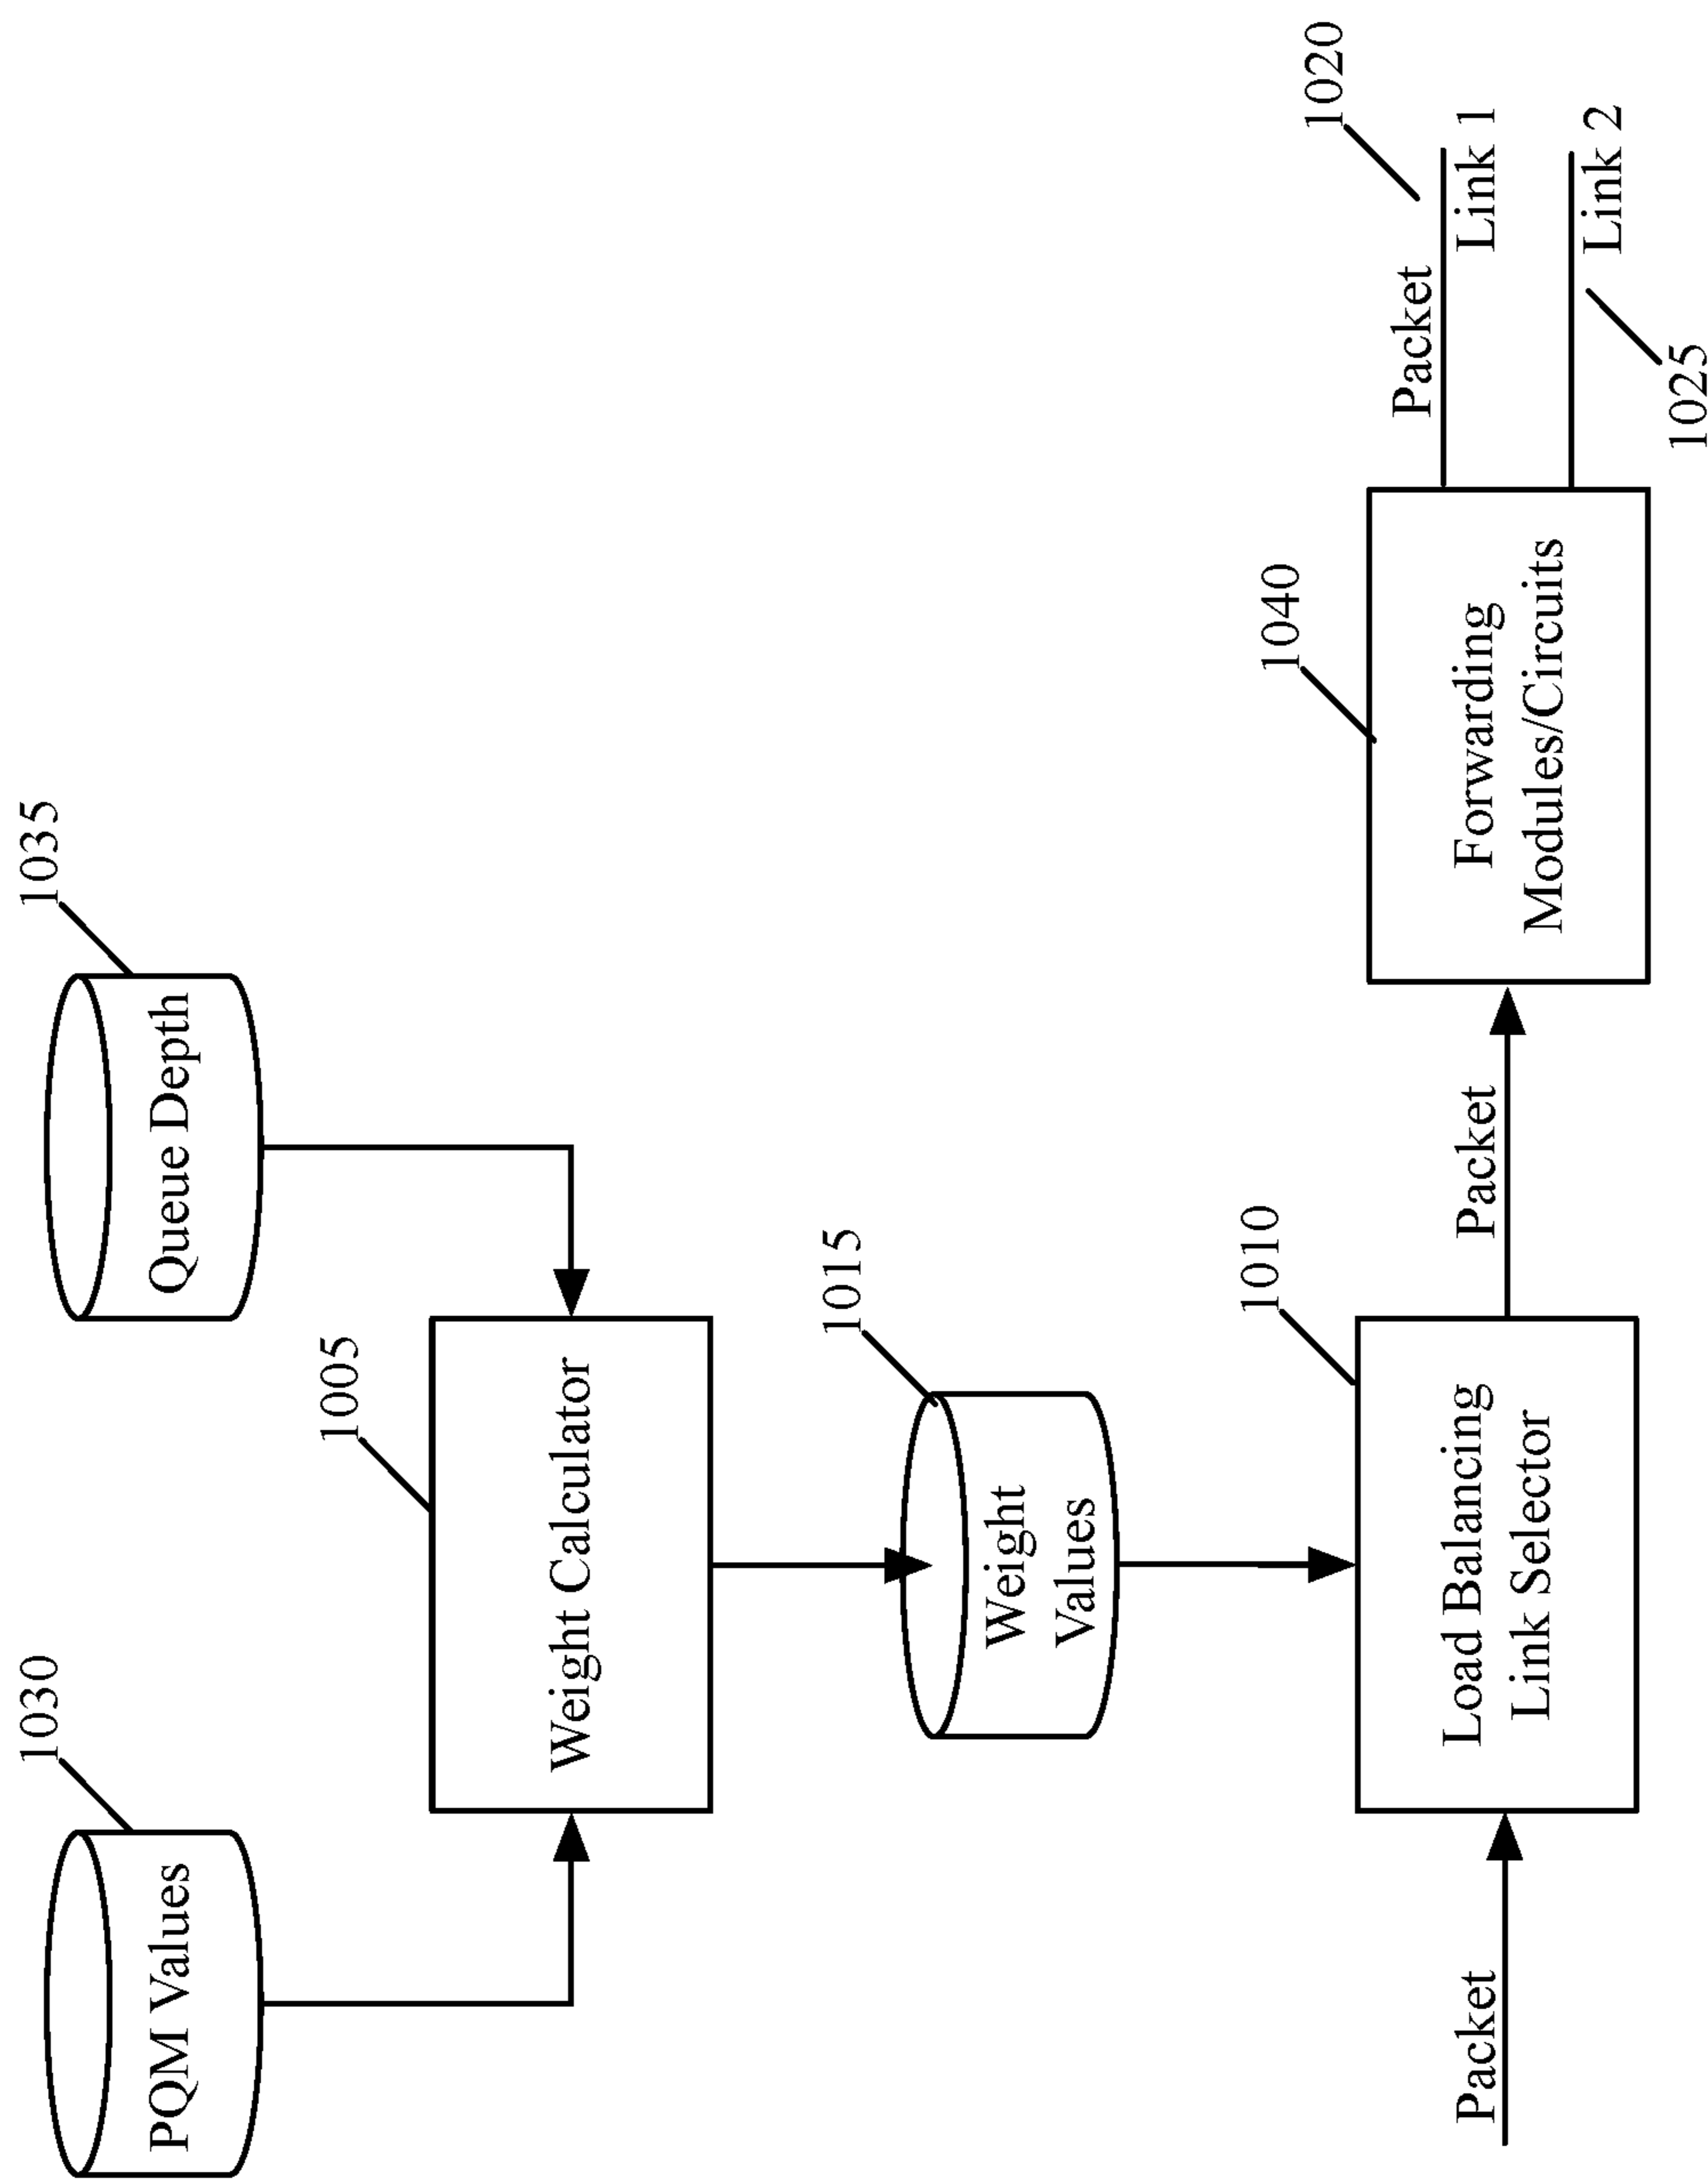 1030
1035
PQM Values
Queue Depth
1005
Weight Calculator
1015
Weight
Values
1010
1040
1020
Packet
Load Balancing
Link Selector
Packet
Forwarding
Modules/Circuits
Packet
Link 1
Link 2
1025